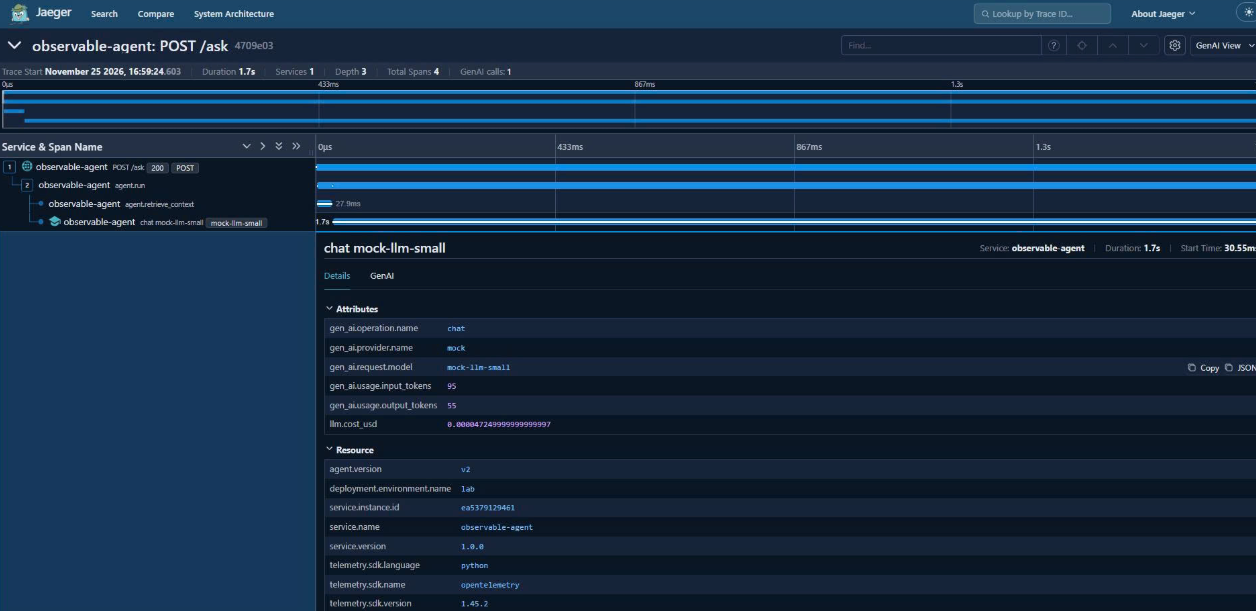 Jaeger Search Compare System Architecture Lookup by Trace ID... About Jaeger
observable-agent: POST /ask 4709e03 Find... GenAI View
Trace Start November 25 2026, 16:59:24.603 Duration 1.7s Services 1 Depth 3 Total Spans 4 GenAI calls: 1
0μs 433ms 867ms 1.3s
Service & Span Name 0μs 433ms 867ms 1.3s
1 observable-agent POST /ask 200 POST
2 observable-agent agent.run
observable-agent agent.retrieve_context 27.9ms
observable-agent chat mock-llm-small mock-llm-small 1.7s
chat mock-llm-small Service: observable-agent Duration: 1.7s Start Time: 30.55ms
Details GenAI
Attributes
gen_ai.operation.name chat
gen_ai.provider.name mock
gen_ai.request.model mock-llm-small Copy JSON
gen_ai.usage.input_tokens 95
gen_ai.usage.output_tokens 55
llm.cost_usd 0.000047249999999999997
Resource
agent.version v2
deployment.environment.name lab
service.instance.id ea5379129461
service.name observable-agent
service.version 1.0.0
telemetry.sdk.language python
telemetry.sdk.name opentelemetry
telemetry.sdk.version 1.45.2